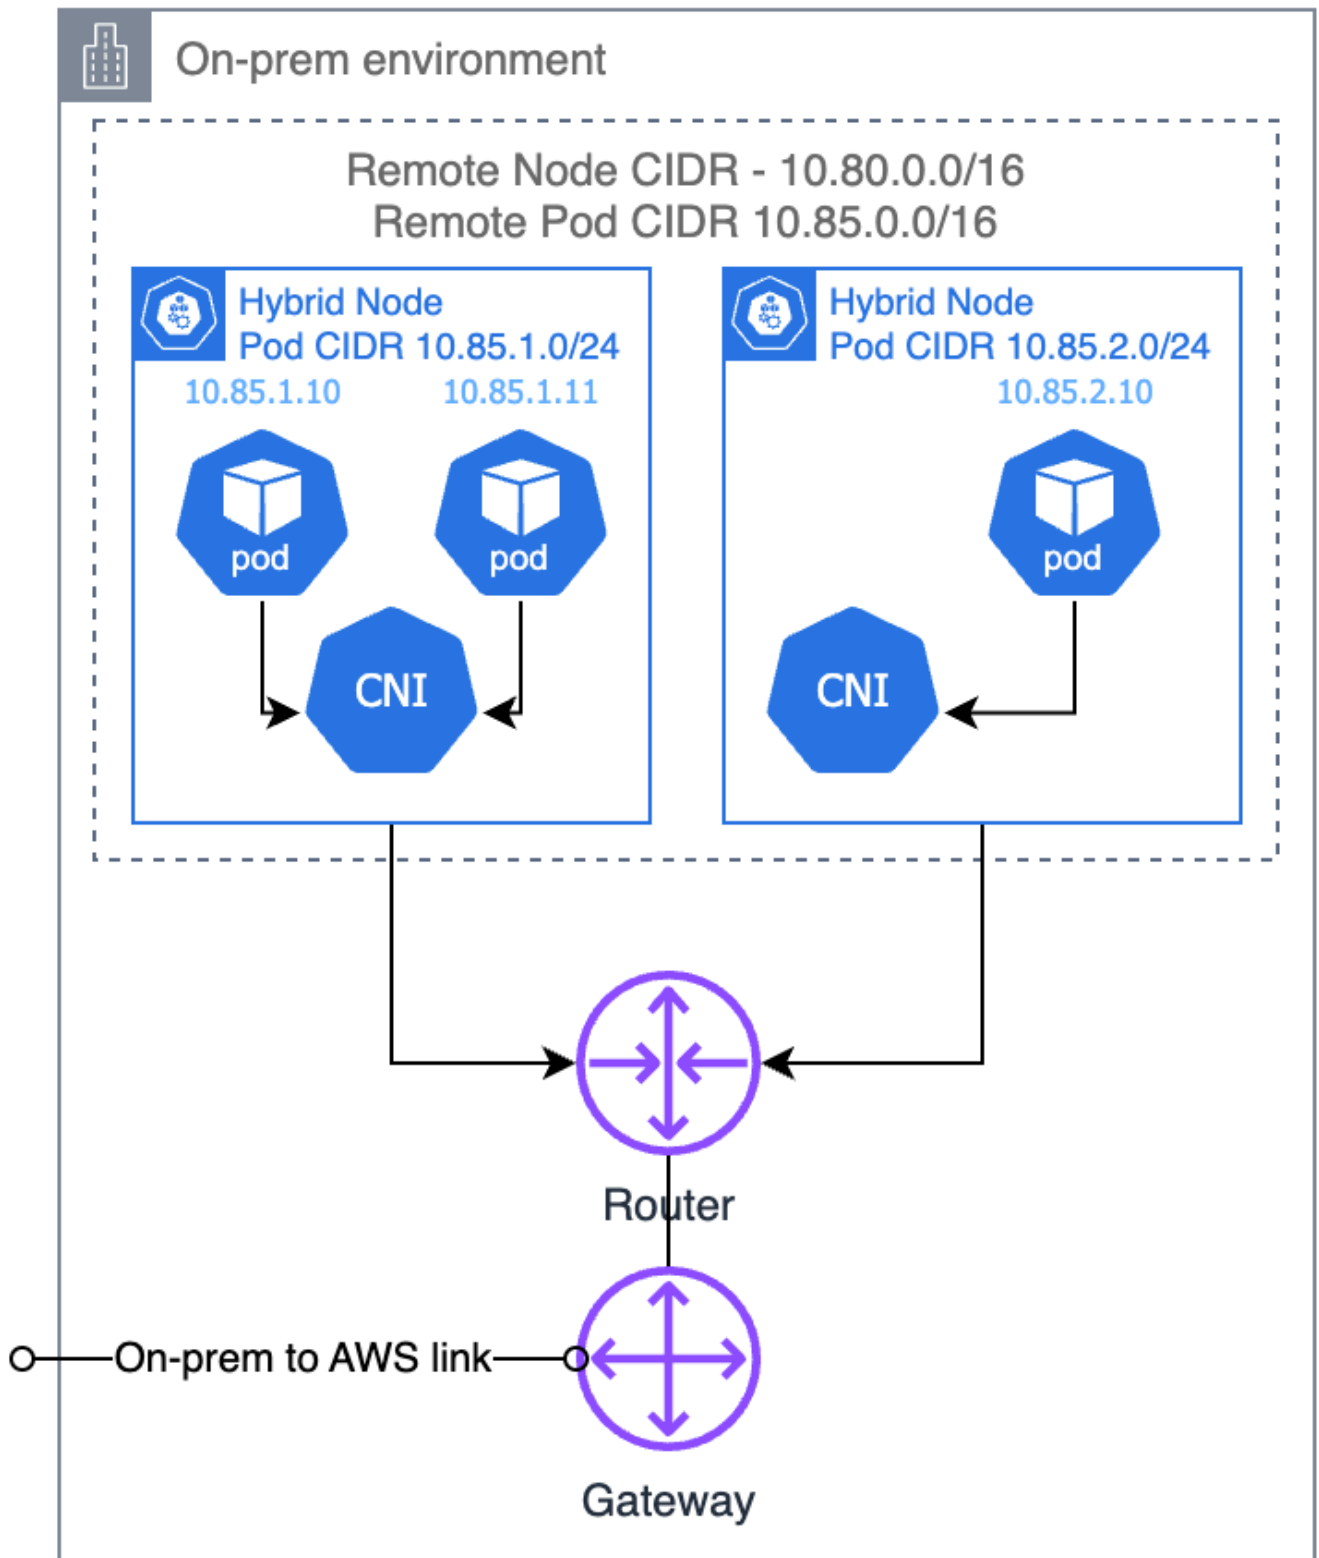 On-prem environment
Remote Node CIDR - 10.80.0.0/16
Remote Pod CIDR 10.85.0.0/16
Hybrid Node
Pod CIDR 10.85.1.0/24
10.85.1.10
10.85.1.11
pod
pod
CNI
Hybrid Node
Pod CIDR 10.85.2.0/24
10.85.2.10
pod
CNI
Router
On-prem to AWS link
Gateway